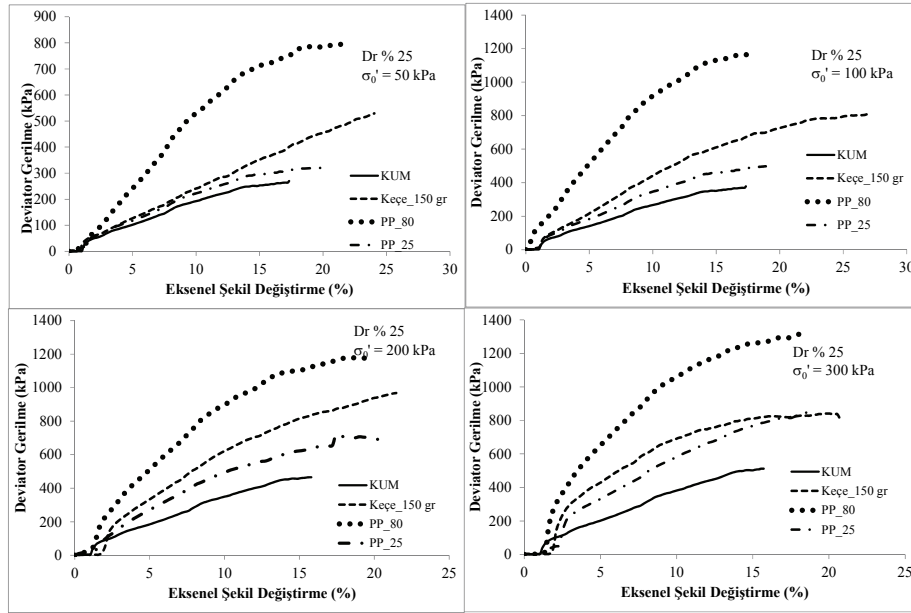 900
800
700
600
500
400
300
200
100
0
0 5 10 15 20 25 30
Deviator Gerilme (kPa)
Eksenel Şekil Değiştirme (%)
Dr % 25
σ₀' = 50 kPa
KUM
Keçe_150 gr
PP_80
PP_25
1400
1200
1000
800
600
400
200
0
0 5 10 15 20 25 30
Deviator Gerilme (kPa)
Eksenel Şekil Değiştirme (%)
Dr % 25
σ₀' = 100 kPa
KUM
Keçe_150 gr
PP_80
PP_25
1400
1200
1000
800
600
400
200
0
0 5 10 15 20 25
Deviator Gerilme (kPa)
Eksenel Şekil Değiştirme (%)
Dr % 25
σ₀' = 200 kPa
KUM
Keçe_150 gr
PP_80
PP_25
1400
1200
1000
800
600
400
200
0
0 5 10 15 20 25
Deviator Gerilme (kPa)
Eksenel Şekil Değiştirme (%)
Dr % 25
σ₀' = 300 kPa
KUM
Keçe_150 gr
PP_80
PP_25